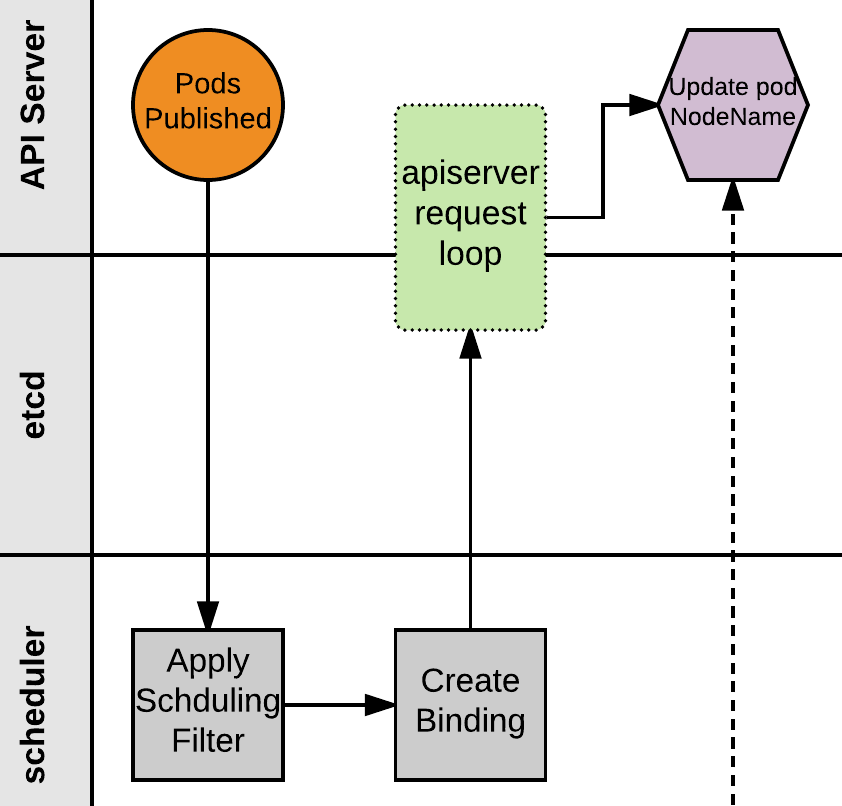 API Server
Pods
Published
apiserver
request
loop
Update pod
NodeName
etcd
scheduler
Apply
Schduling
Filter
Create
Binding